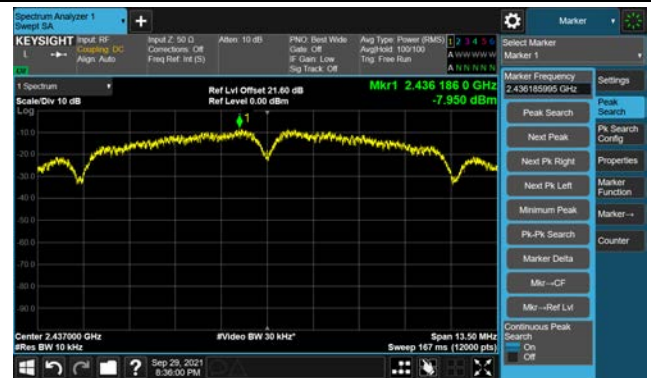 Spectrum Analyzer 1
Swept SA
Marker
KEYSIGHT
L
Input: RF
Coupling: DC
Align: Auto
Input Z: 50 Ω
Corrections: Off
Freq Ref: Int (S)
Atten: 10 dB
PNO: Best Wide
Gate: Off
IF Gain: Low
Sig Track: Off
Avg Type: Power (RMS)
Avg|Hold: 100/100
Trig: Free Run
1 2 3 4 5 6
A W W W W W
A N N N N N
Select Marker
Marker 1
1 Spectrum
Scale/Div 10 dB
Log
Ref Lvl Offset 21.60 dB
Ref Level 0.00 dBm
Mkr1 2.436 186 0 GHz
-7.950 dBm
1
-10.0
-20.0
-30.0
-40.0
-50.0
-60.0
-70.0
-80.0
-90.0
Center 2.437000 GHz
#Res BW 10 kHz
#Video BW 30 kHz*
Span 13.50 MHz
Sweep 167 ms (12000 pts)
Marker Frequency
2.436185995 GHz
Peak Search
Next Peak
Next Pk Right
Next Pk Left
Minimum Peak
Pk-Pk Search
Marker Delta
Mkr→CF
Mkr→Ref Lvl
Continuous Peak
Search
On
Off
Settings
Peak
Search
Pk Search
Config
Properties
Marker
Function
Marker→
Counter
?
Sep 29, 2021
8:36:00 PM